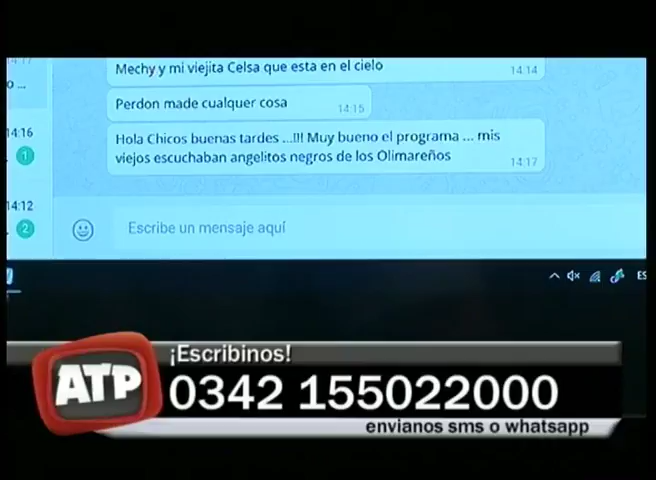 Mechy y mi viejita Celsa que esta en el cielo
14:14
Perdon made cualquer cosa
14:15
Hola Chicos buenas tardes ...!!! Muy bueno el programa ... mis
viejos escuchaban angelitos negros de los Olimareños
14:17
14:17
o ...
14:16
1
14:12
2
Escribe un mensaje aquí
ES
ATP
¡Escribinos!
0342 155022000
envianos sms o whatsapp